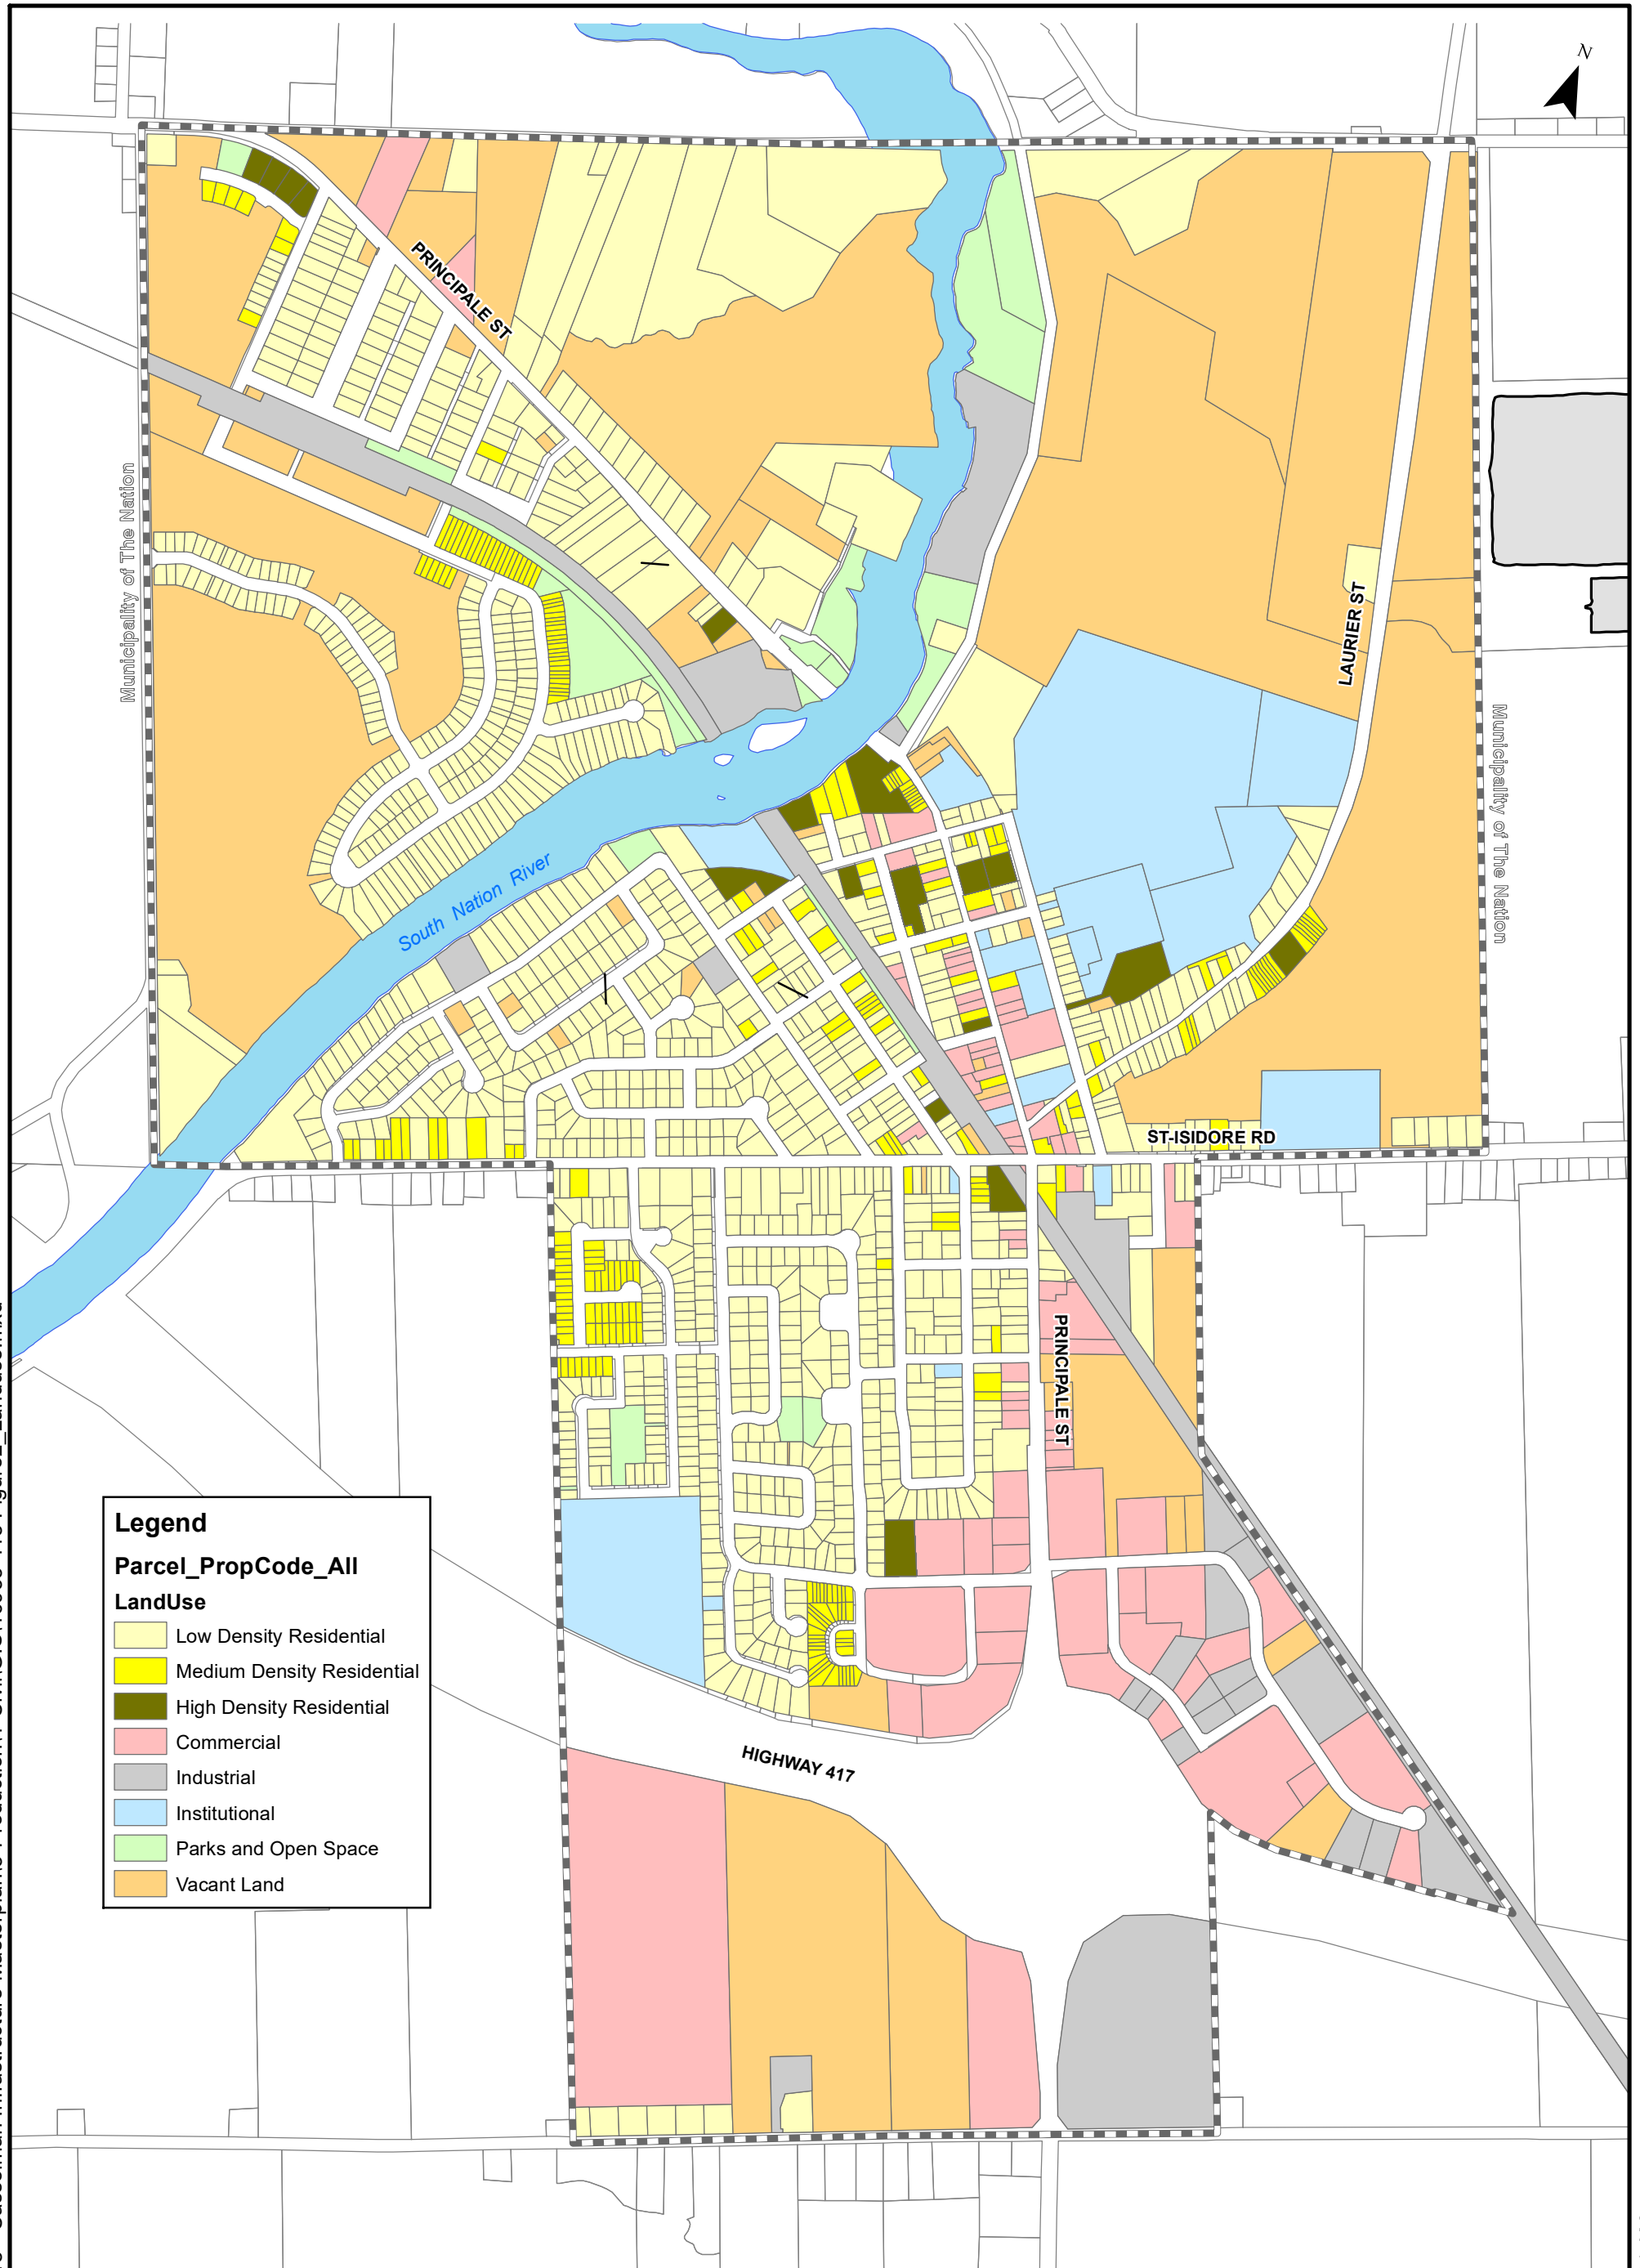 N
PRINCIPALE ST
Municipality of The Nation
LAURIER ST
Municipality of The Nation
South Nation River
ST-ISIDORE RD
PRINCIPALE ST
HIGHWAY 417
Legend
Parcel_PropCode_All
LandUse
Low Density Residential
Medium Density Residential
High Density Residential
Commercial
Industrial
Institutional
Parks and Open Space
Vacant Land